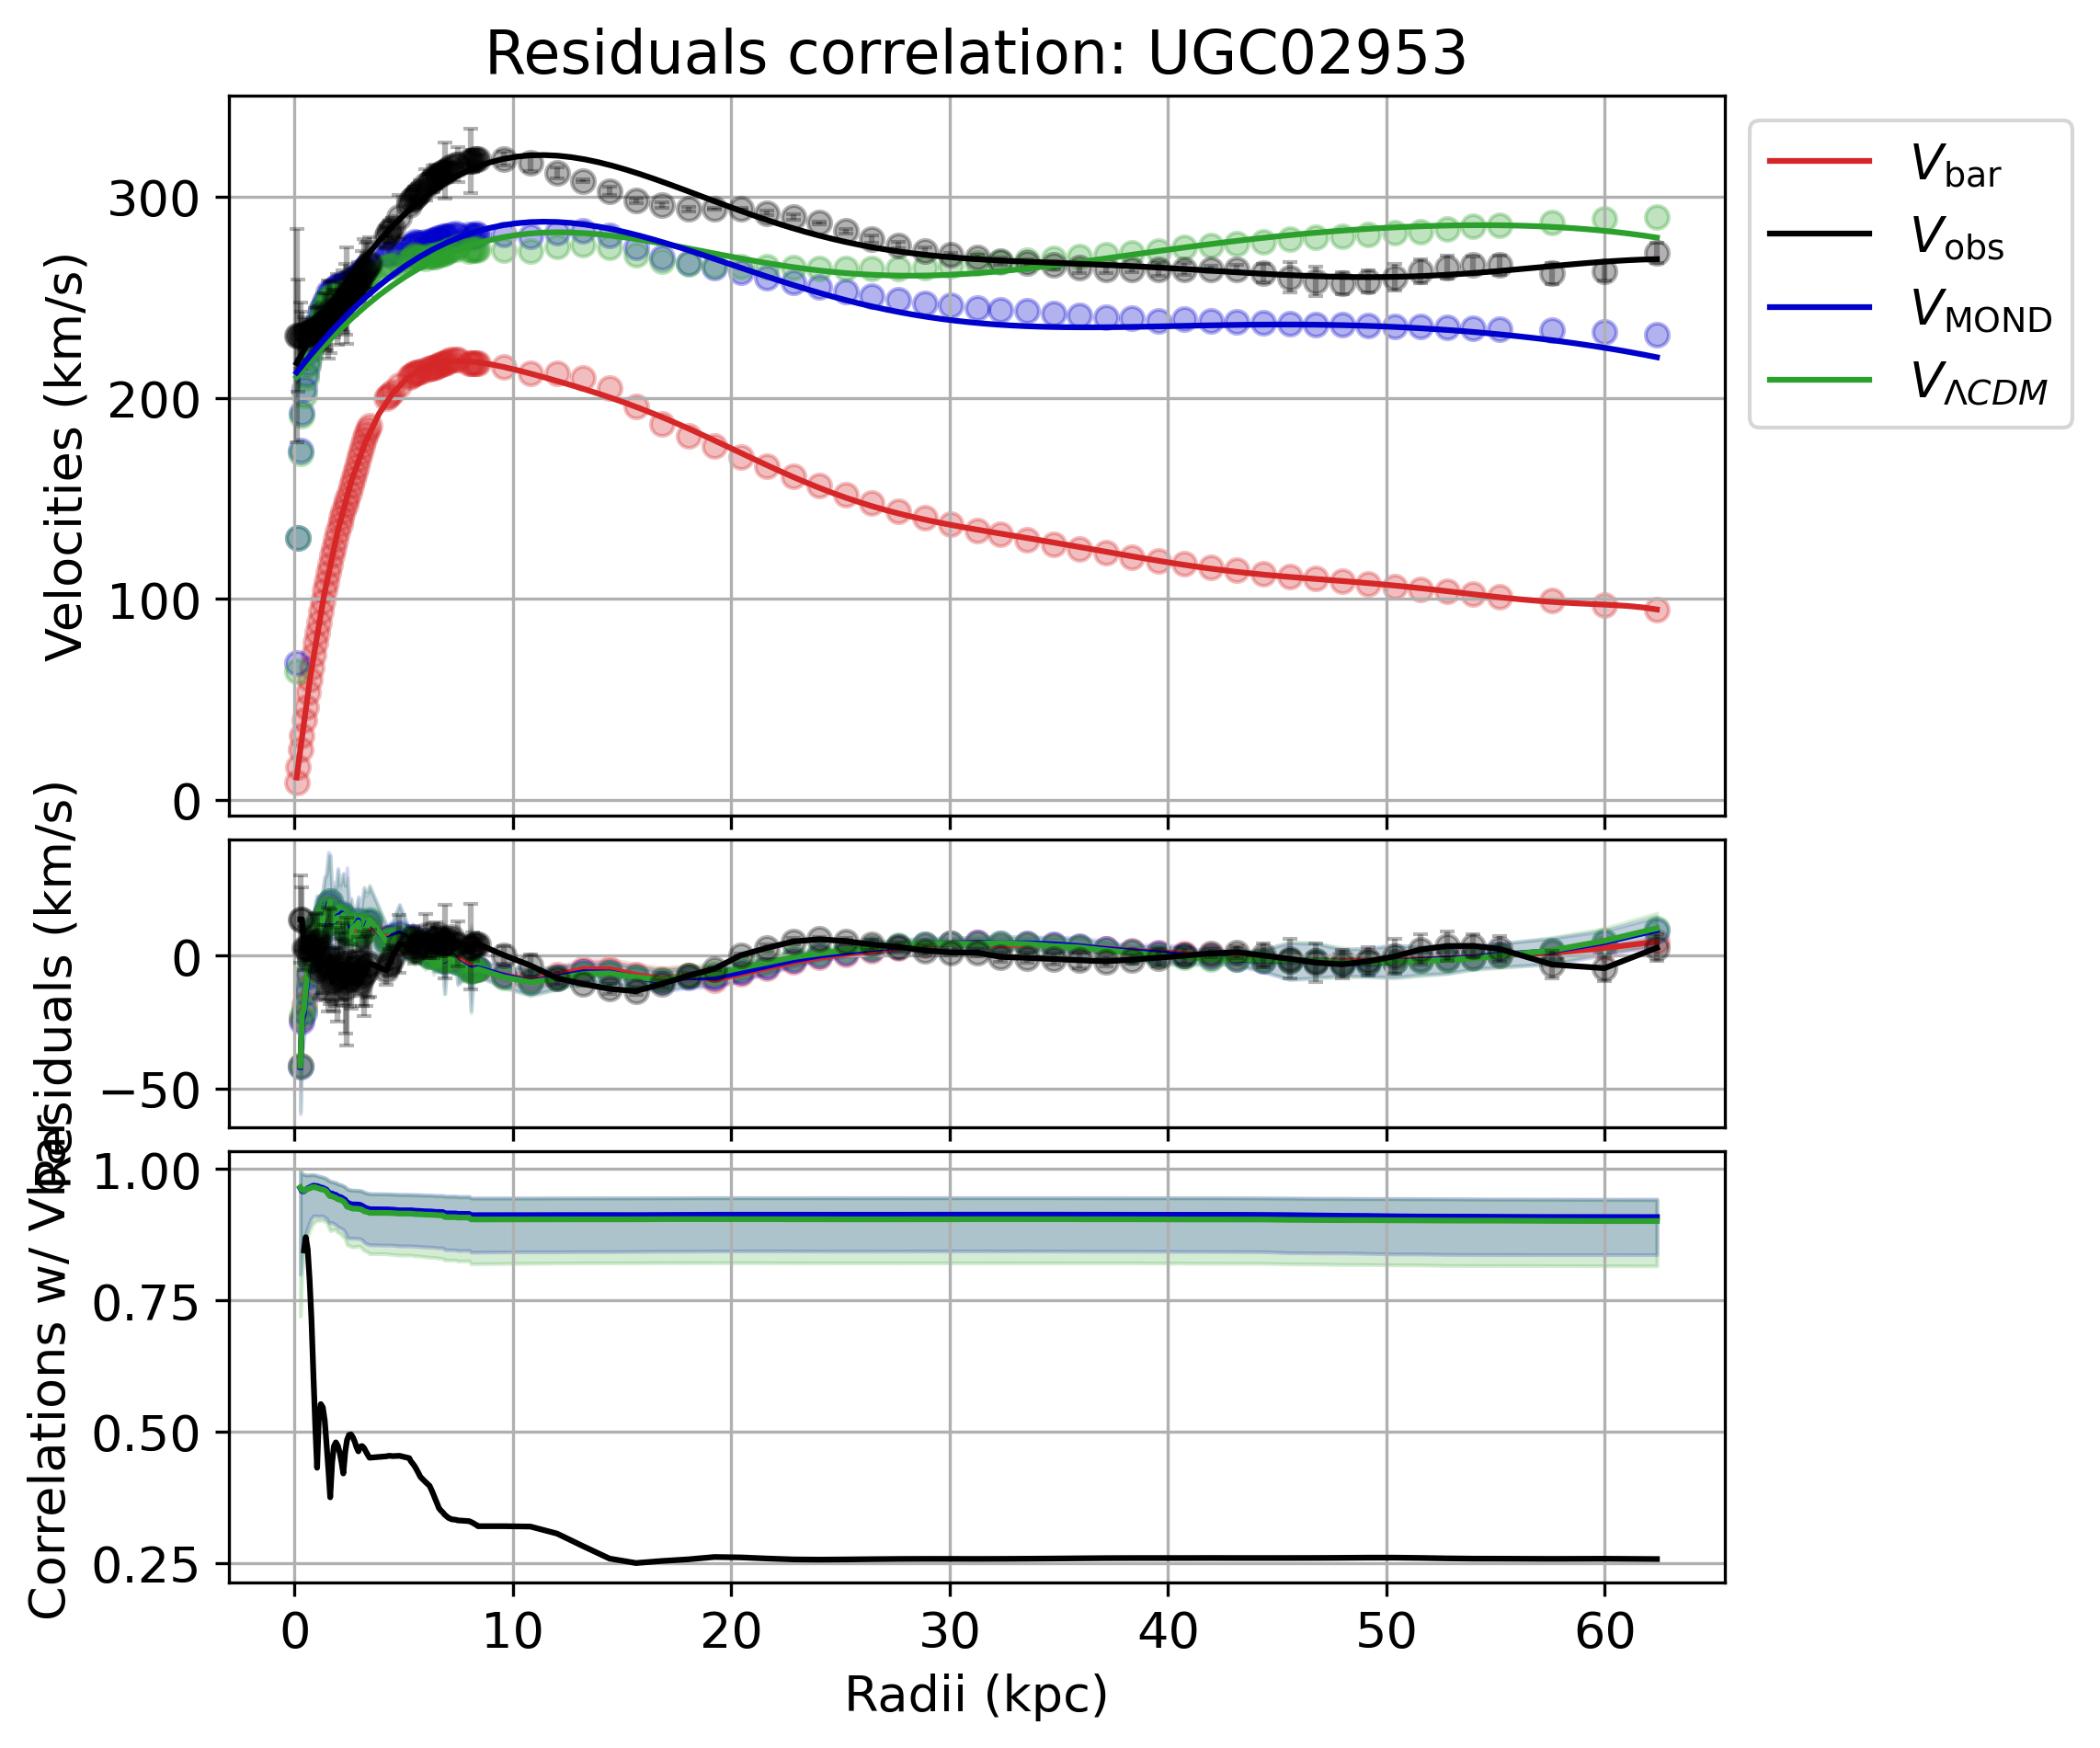 Residuals correlation: UGC02953
Velocities (km/s)
300
200
100
0
V_bar
V_obs
V_MOND
V_ΛCDM
Residuals (km/s)
0
−50
Correlations w/ Vbar
1.00
0.75
0.50
0.25
0 10 20 30 40 50 60
Radii (kpc)